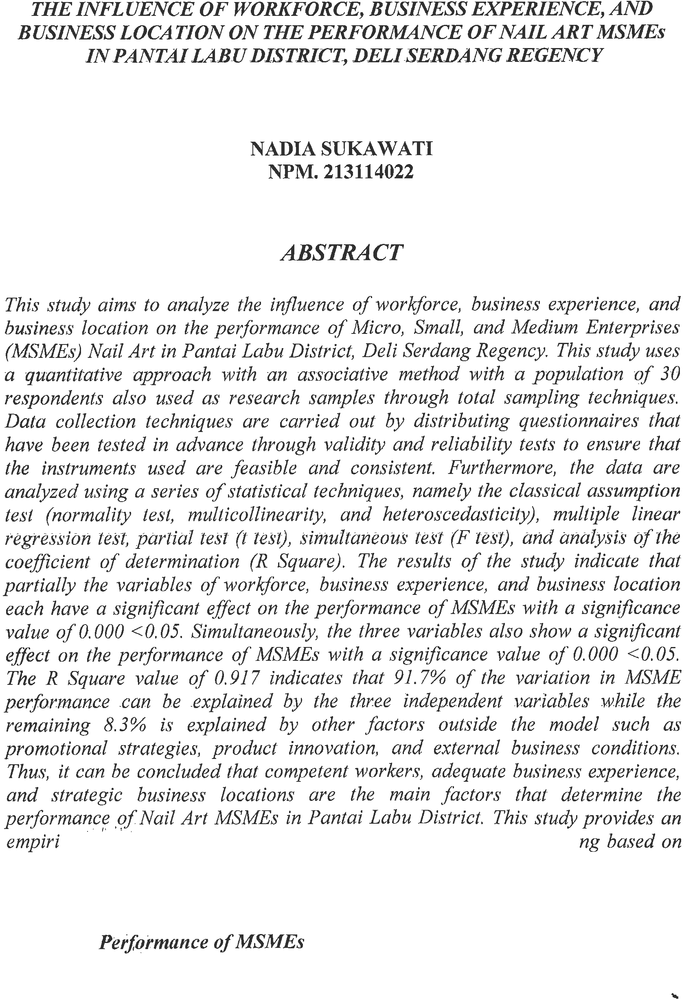 THE INFLUENCE OF WORKFORCE, BUSINESS EXPERIENCE, AND
BUSINESS LOCATION ON THE PERFORMANCE OF NAIL ART MSMEs
IN PANTAI LABU DISTRICT, DELI SERDANG REGENCY
NADIA SUKAWATI
NPM. 213114022
ABSTRACT
This study aims to analyze the influence of workforce, business experience, and
business location on the performance of Micro, Small, and Medium Enterprises
(MSMEs) Nail Art in Pantai Labu District, Deli Serdang Regency. This study uses
a quantitative approach with an associative method with a population of 30
respondents also used as research samples through total sampling techniques.
Data collection techniques are carried out by distributing questionnaires that
have been tested in advance through validity and reliability tests to ensure that
the instruments used are feasible and consistent. Furthermore, the data are
analyzed using a series of statistical techniques, namely the classical assumption
test (normality test, multicollinearity, and heteroscedasticity), multiple linear
regression test, partial test (t test), simultaneous test (F test), and analysis of the
coefficient of determination (R Square). The results of the study indicate that
partially the variables of workforce, business experience, and business location
each have a significant effect on the performance of MSMEs with a significance
value of 0.000 <0.05. Simultaneously, the three variables also show a significant
effect on the performance of MSMEs with a significance value of 0.000 <0.05.
The R Square value of 0.917 indicates that 91.7% of the variation in MSME
performance can be explained by the three independent variables while the
remaining 8.3% is explained by other factors outside the model such as
promotional strategies, product innovation, and external business conditions.
Thus, it can be concluded that competent workers, adequate business experience,
and strategic business locations are the main factors that determine the
performance of Nail Art MSMEs in Pantai Labu District. This study provides an
empiri ng based on
Performance of MSMEs